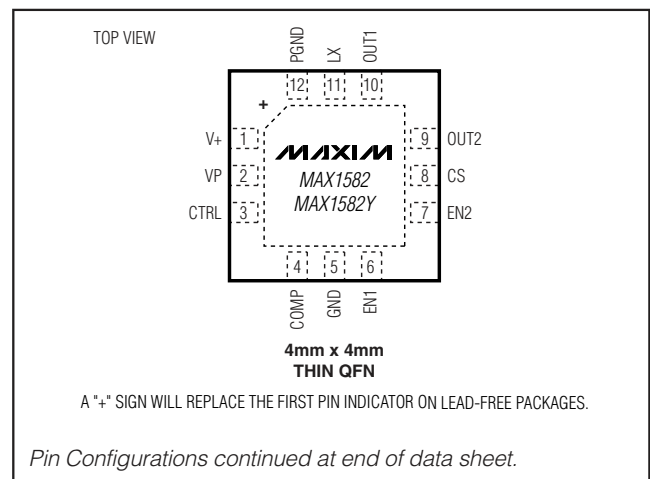 TOP VIEW
PGND
LX
OUT1
12
11
10
+
V+
1
9
OUT2
VP
2
MAXIM
MAX1582
MAX1582Y
8
CS
CTRL
3
7
EN2
4
5
6
COMP
GND
EN1
4mm x 4mm
THIN QFN
A "+" SIGN WILL REPLACE THE FIRST PIN INDICATOR ON LEAD-FREE PACKAGES.
Pin Configurations continued at end of data sheet.